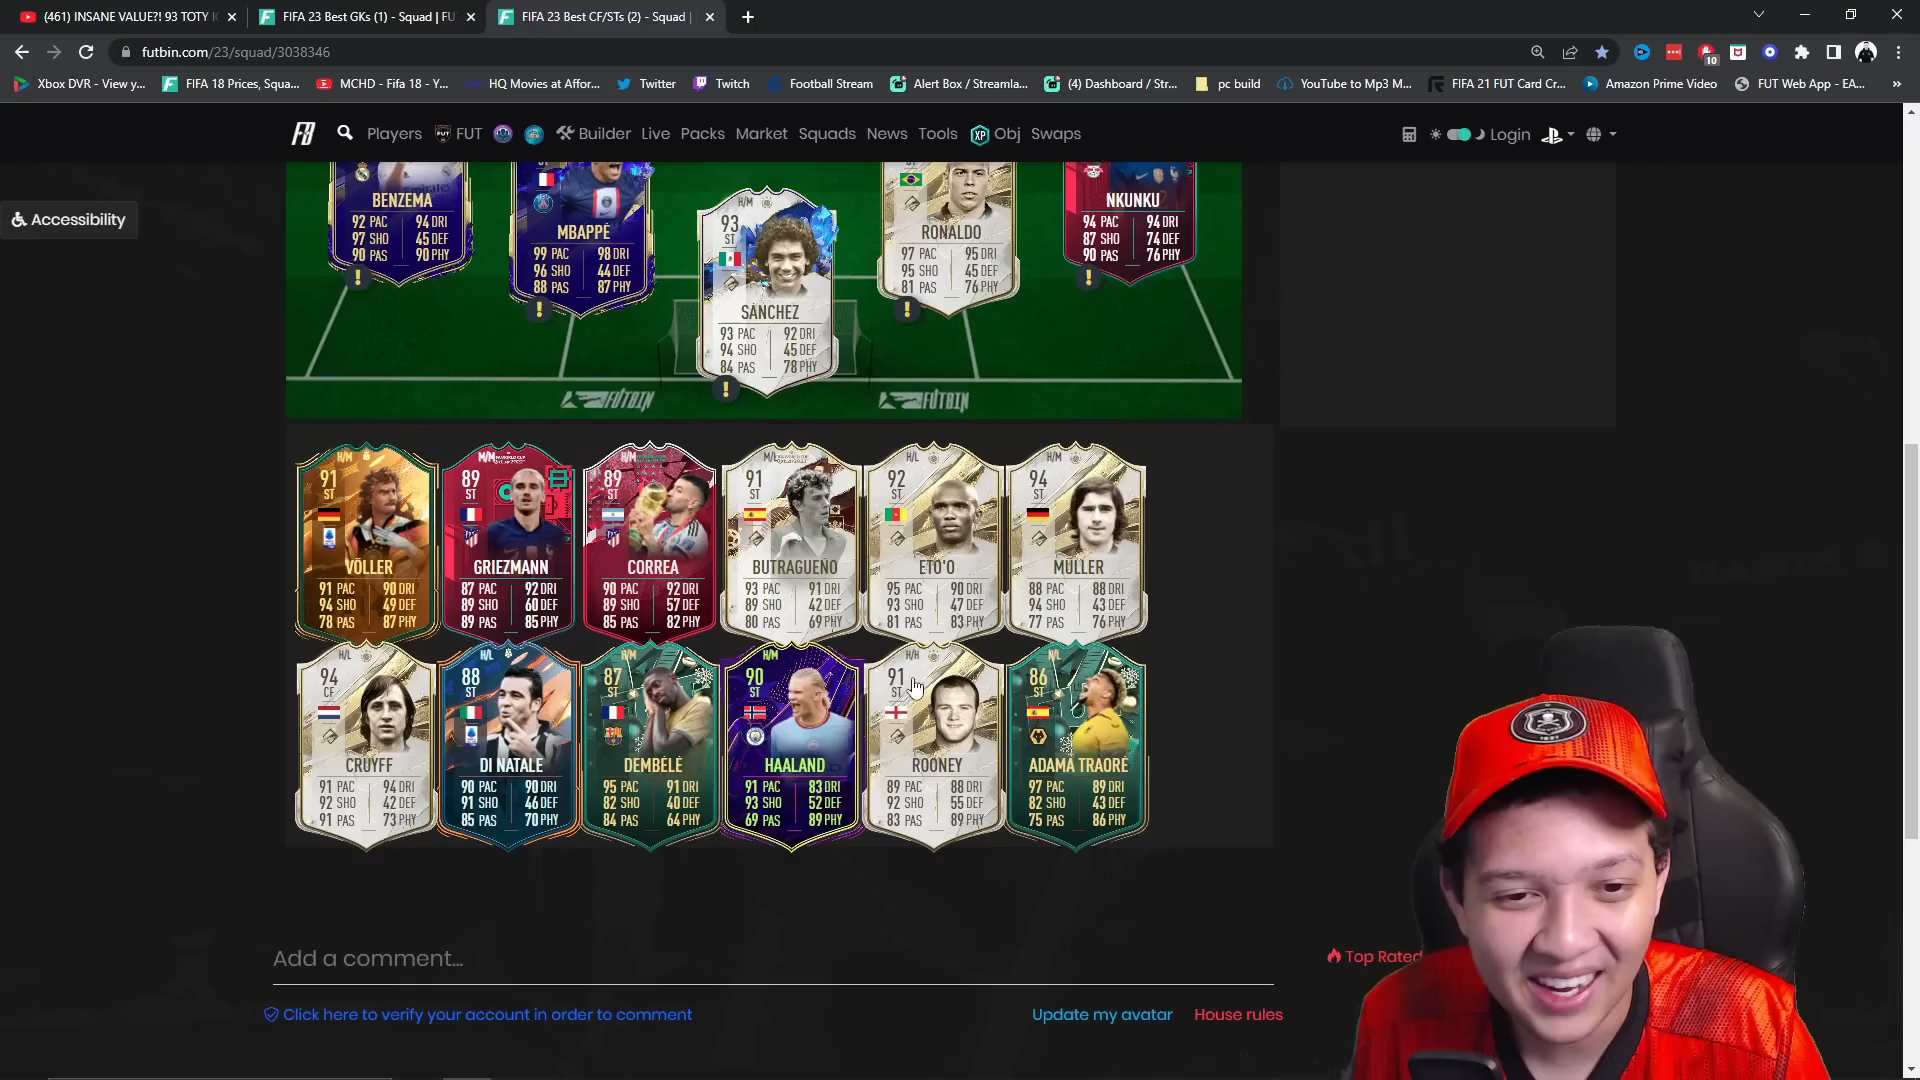 (461) INSANE VALUE?! 93 TOTY I
FIFA 23 Best GKs (1) - Squad | FU
FIFA 23 Best CF/STs (2) - Squad |
futbin.com/23/squad/3038346
10
Xbox DVR - View y...
FIFA 18 Prices, Squa...
MCHD - Fifa 18 - Y...
HQ Movies at Affor...
Twitter
Twitch
Football Stream
Alert Box / Streamla...
(4) Dashboard / Str...
pc build
YouTube to Mp3 M...
FIFA 21 FUT Card Cr...
Amazon Prime Video
FUT Web App - EA...
Players FUT Builder Live Packs Market Squads News Tools XP Obj Swaps Login
Accessibility
BENZEMA
92 PAC 94 DRI
97 SHO 45 DEF
90 PAS 90 PHY
MBAPPÉ
99 PAC 98 DRI
96 SHO 44 DEF
88 PAS 87 PHY
H/M
93
ST
SÁNCHEZ
93 PAC 92 DRI
94 SHO 45 DEF
84 PAS 78 PHY
RONALDO
97 PAC 95 DRI
95 SHO 45 DEF
81 PAS 76 PHY
NKUNKU
94 PAC 94 DRI
87 SHO 74 DEF
90 PAS 76 PHY
FUTBIN
FUTBIN
H/M
91
ST
VÖLLER
91 PAC 90 DRI
94 SHO 49 DEF
78 PAS 87 PHY
M/M
89
ST
GRIEZMANN
87 PAC 92 DRI
89 SHO 60 DEF
89 PAS 85 PHY
H/M
89
ST
CORREA
90 PAC 92 DRI
89 SHO 57 DEF
85 PAS 82 PHY
M/L
91
ST
BUTRAGUEÑO
93 PAC 91 DRI
89 SHO 42 DEF
80 PAS 69 PHY
H/L
92
ST
ETO'O
95 PAC 90 DRI
93 SHO 47 DEF
81 PAS 83 PHY
H/M
94
ST
MÜLLER
88 PAC 88 DRI
94 SHO 43 DEF
77 PAS 76 PHY
H/L
94
CF
CRUYFF
91 PAC 94 DRI
92 SHO 42 DEF
91 PAS 73 PHY
H/L
88
ST
DI NATALE
90 PAC 90 DRI
91 SHO 46 DEF
85 PAS 70 PHY
H/M
87
ST
DEMBÉLÉ
95 PAC 91 DRI
82 SHO 40 DEF
84 PAS 64 PHY
H/M
90
ST
HAALAND
91 PAC 83 DRI
93 SHO 52 DEF
69 PAS 89 PHY
H/H
91
ST
ROONEY
89 PAC 88 DRI
92 SHO 55 DEF
83 PAS 89 PHY
86
ST
ADAMA TRAORÉ
97 PAC 89 DRI
82 SHO 43 DEF
75 PAS 86 PHY
Add a comment...
Top Rated
Click here to verify your account in order to comment
Update my avatar
House rules